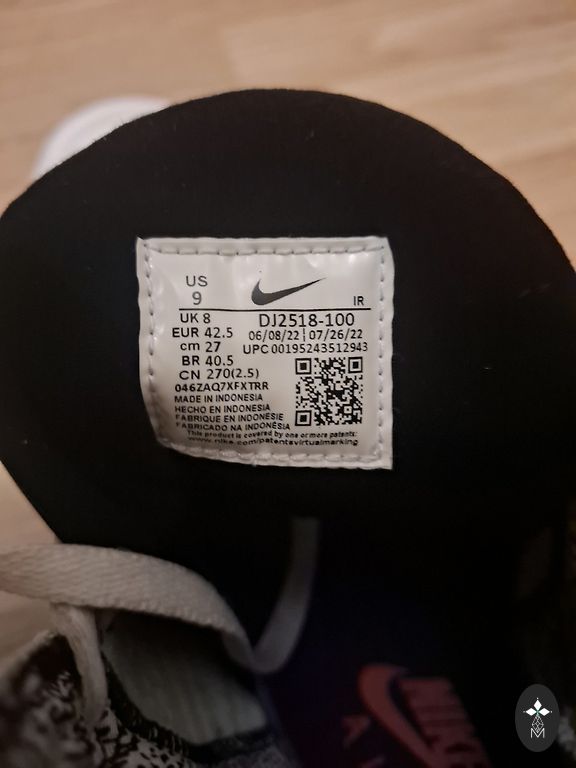 US
9
IR
UK 8
DJ2518-100
EUR 42.5
06/08/22 | 07/26/22
cm 27
UPC 00195243512943
BR 40.5
CN 270(2.5)
046ZAQ7XFXTRR
MADE IN INDONESIA
HECHO EN INDONESIA
FABRIQUE EN INDONESIE
FABRICADO NA INDONÉSIA
This product is covered by one or more patents:
www.nike.com/patentsvirtualmarking
NIKE